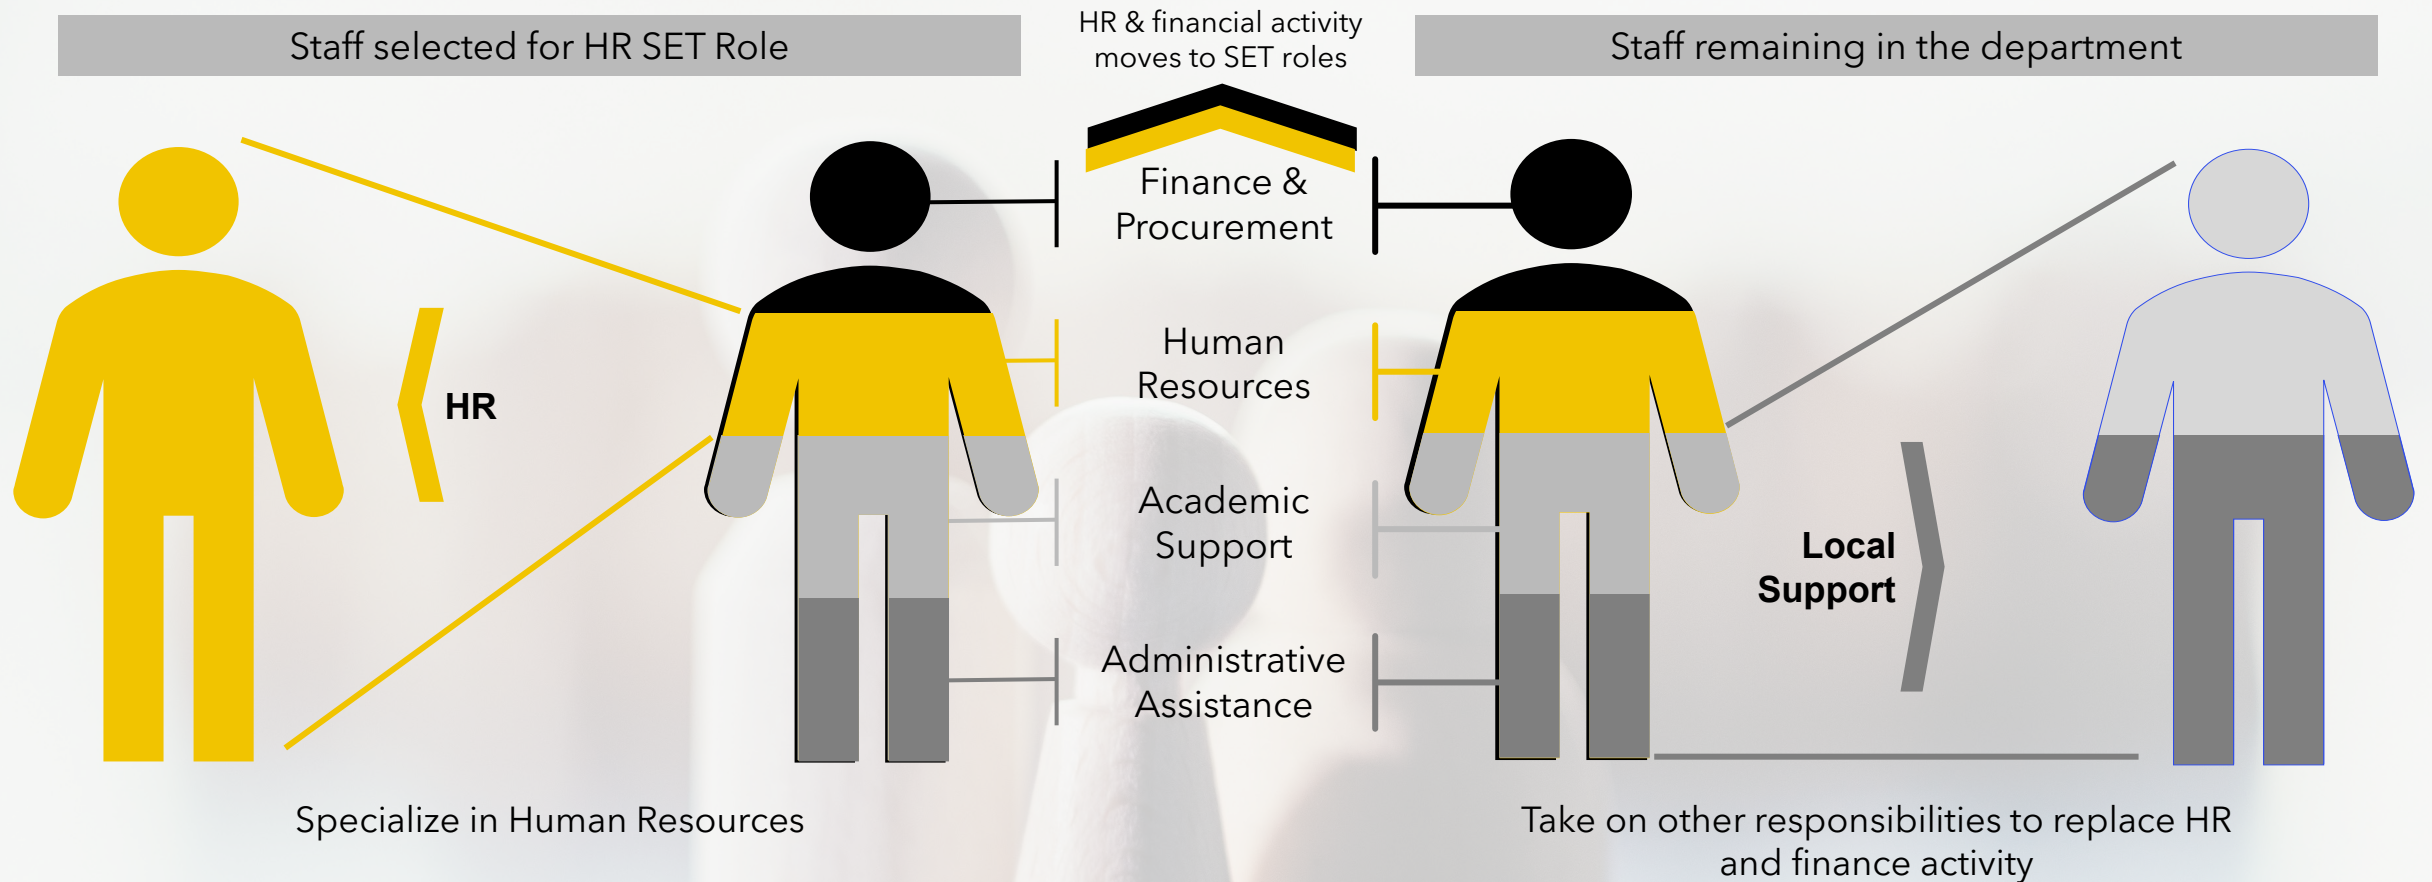 Staff selected for HR SET Role
HR & financial activity
moves to SET roles
Staff remaining in the department
Finance &
Procurement
Human
Resources
HR
Academic
Support
Local
Support
Administrative
Assistance
Specialize in Human Resources
Take on other responsibilities to replace HR
and finance activity